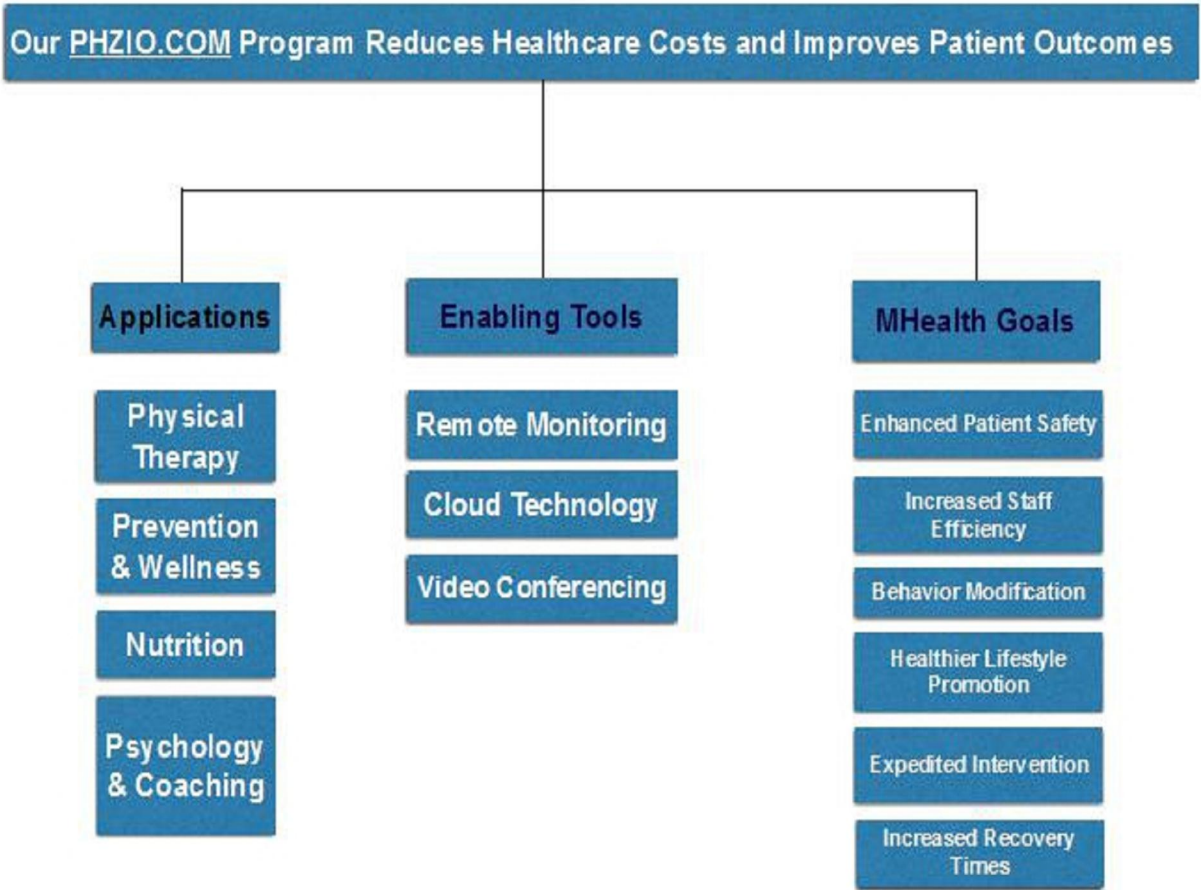 Our PHZIO.COM Program Reduces Healthcare Costs and Improves Patient Outcomes
Applications
Physical
Therapy
Prevention
& Wellness
Nutrition
Psychology
& Coaching
Enabling Tools
Remote Monitoring
Cloud Technology
Video Conferencing
MHealth Goals
Enhanced Patient Safety
Increased Staff
Efficiency
Behavior Modification
Healthier Lifestyle
Promotion
Expedited Intervention
Increased Recovery
Times